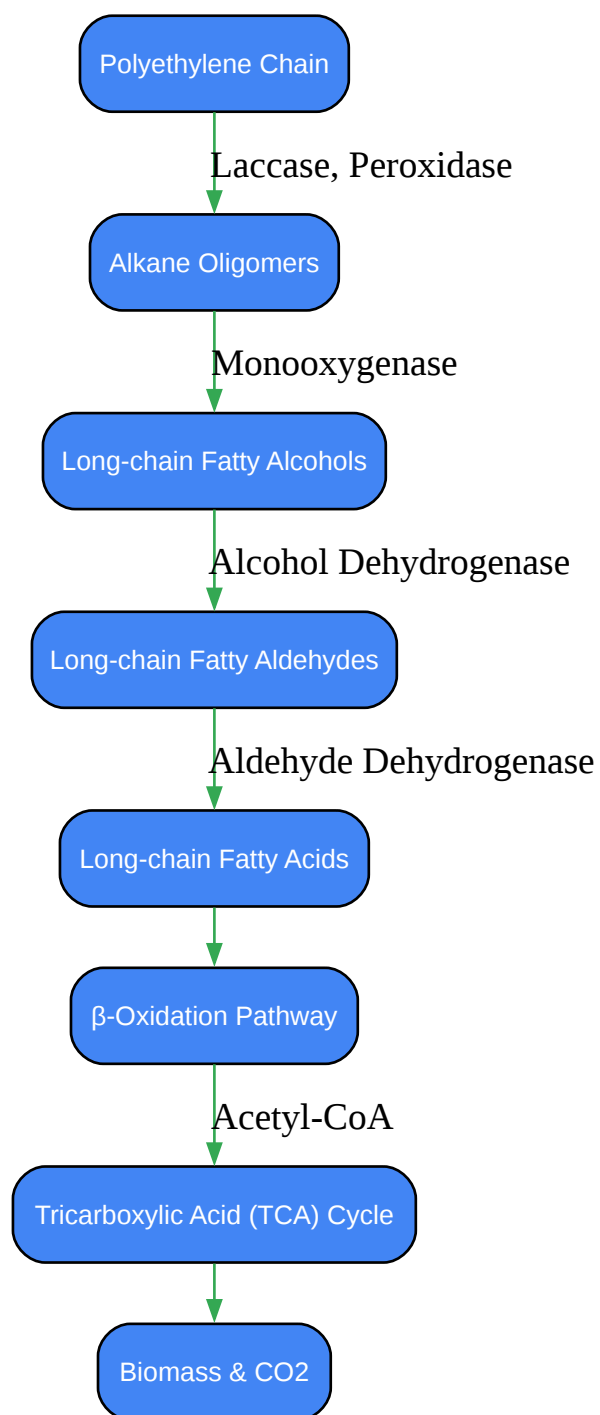 Polyethylene Chain
Laccase, Peroxidase
Alkane Oligomers
Monooxygenase
Long-chain Fatty Alcohols
Alcohol Dehydrogenase
Long-chain Fatty Aldehydes
Aldehyde Dehydrogenase
Long-chain Fatty Acids
β-Oxidation Pathway
Acetyl-CoA
Tricarboxylic Acid (TCA) Cycle
Biomass & CO2